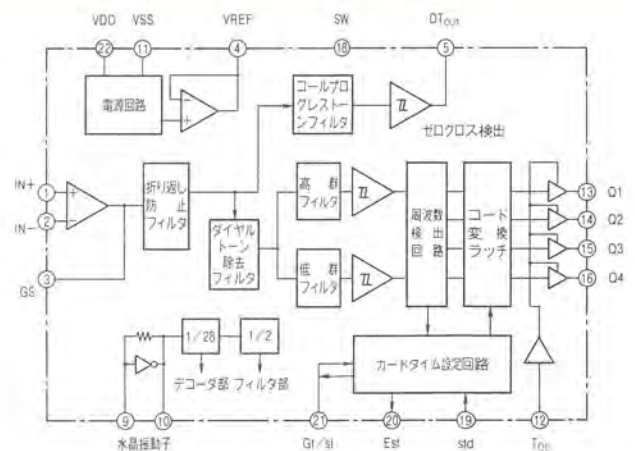 VDD VSS VREF SW DTOUT
22 11 4 18 5
電源回路
−
+
コールプログレストーンフィルタ
ゼロクロス検出
IN+ 1 +
IN− 2 −
GS 3
折り返し防止フィルタ
ダイヤルトーン除去フィルタ
高群フィルタ
低群フィルタ
周波数検出回路
コード変換ラッチ
13 Q1
14 Q2
15 Q3
16 Q4
1/28 1/2
デコーダ部 フィルタ部
カードタイム設定回路
9 10 21 20 19 12
水晶振動子 Gt/st Est std